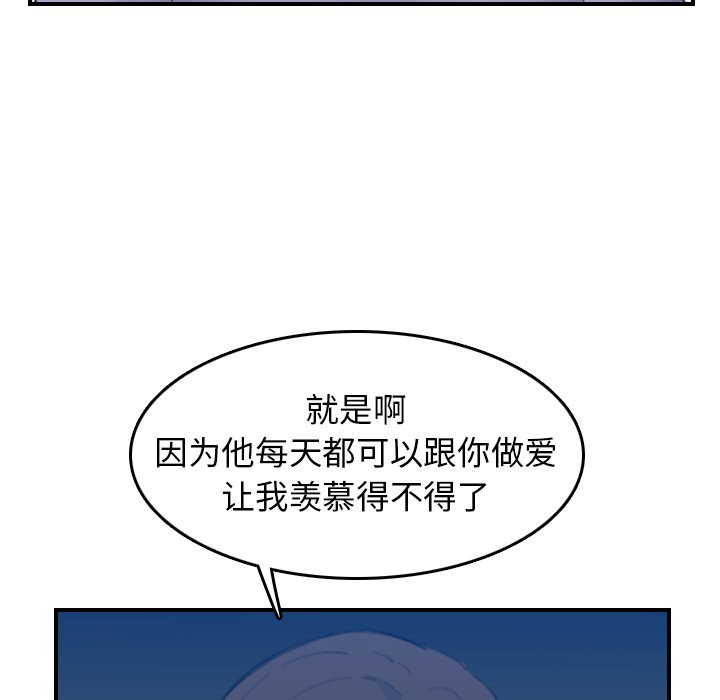 就是啊
因为他每天都可以跟你做爱
让我羡慕得不得了